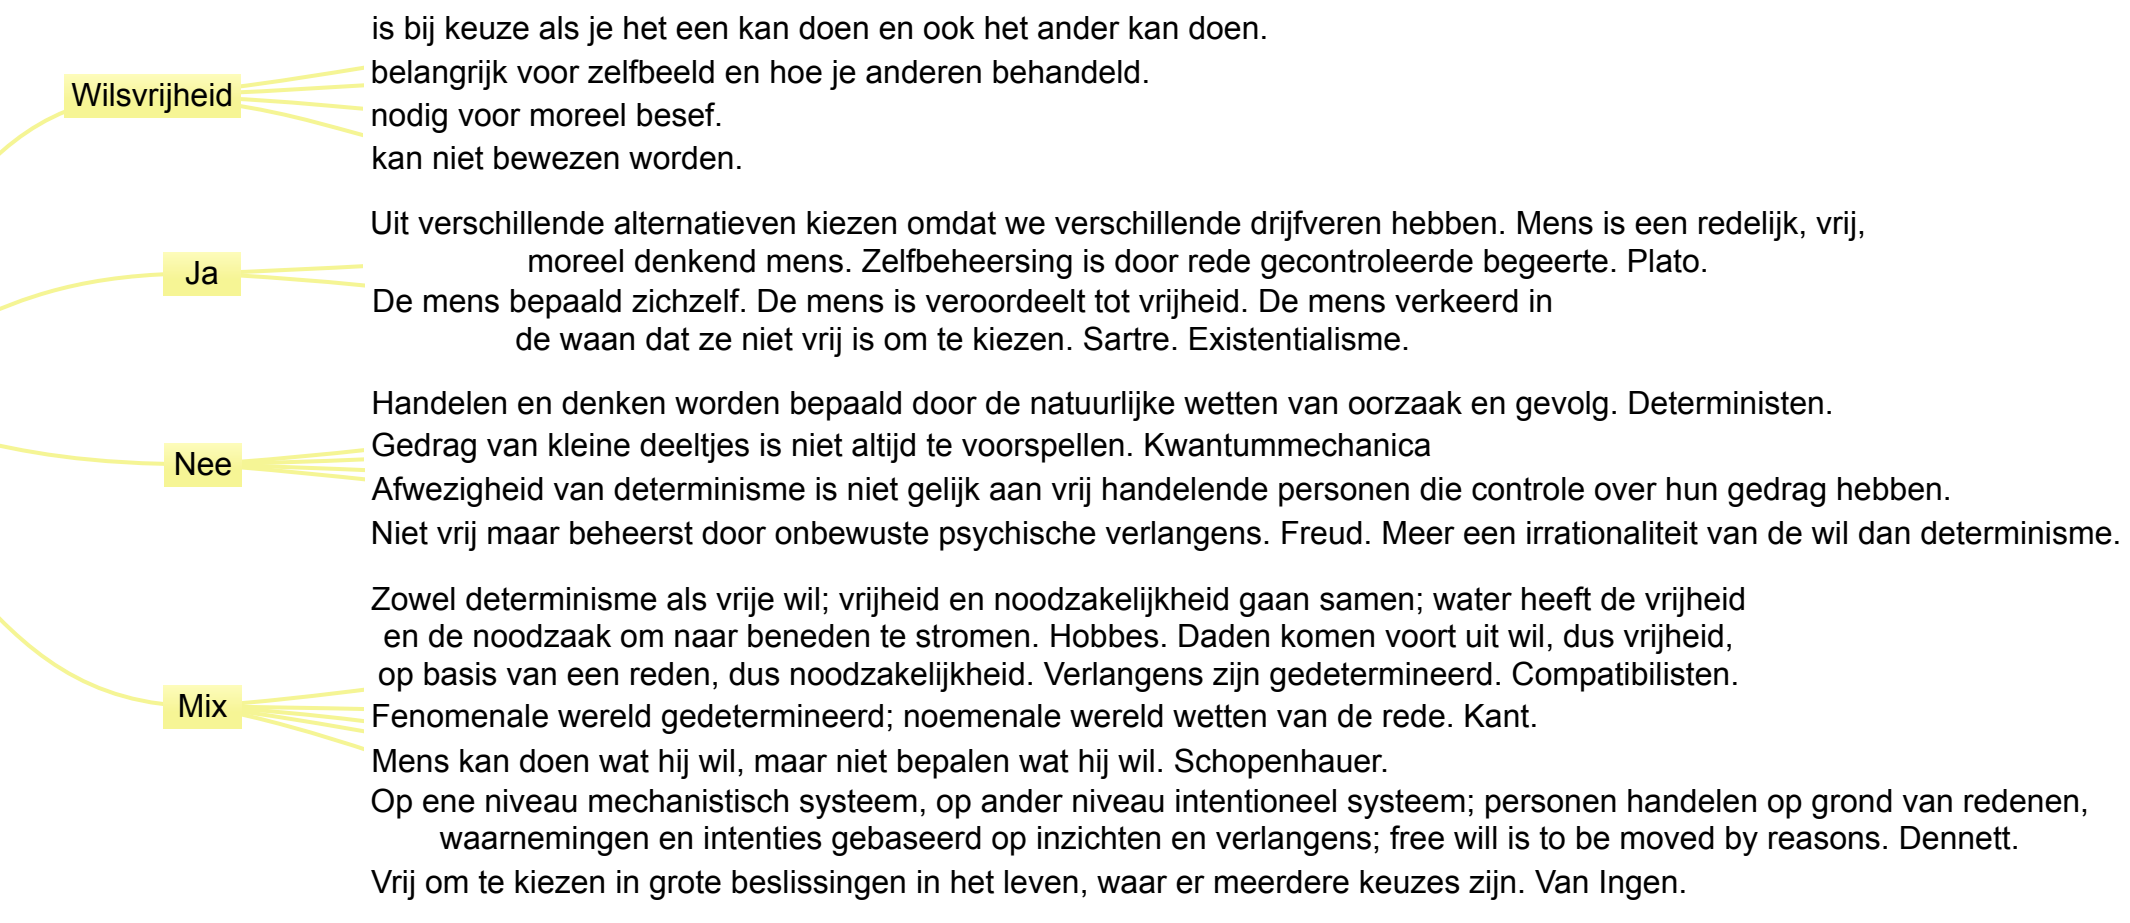 is bij keuze als je het een kan doen en ook het ander kan doen.
Wilsvrijheid
belangrijk voor zelfbeeld en hoe je anderen behandeld.
nodig voor moreel besef.
kan niet bewezen worden.
Uit verschillende alternatieven kiezen omdat we verschillende drijfveren hebben. Mens is een redelijk, vrij,
Ja
moreel denkend mens. Zelfbeheersing is door rede gecontroleerde begeerte. Plato.
De mens bepaald zichzelf. De mens is veroordeelt tot vrijheid. De mens verkeerd in
de waan dat ze niet vrij is om te kiezen. Sartre. Existentialisme.
Handelen en denken worden bepaald door de natuurlijke wetten van oorzaak en gevolg. Deterministen.
Nee
Gedrag van kleine deeltjes is niet altijd te voorspellen. Kwantummechanica
Afwezigheid van determinisme is niet gelijk aan vrij handelende personen die controle over hun gedrag hebben.
Niet vrij maar beheerst door onbewuste psychische verlangens. Freud. Meer een irrationaliteit van de wil dan determinisme.
Zowel determinisme als vrije wil; vrijheid en noodzakelijkheid gaan samen; water heeft de vrijheid
en de noodzaak om naar beneden te stromen. Hobbes. Daden komen voort uit wil, dus vrijheid,
op basis van een reden, dus noodzakelijkheid. Verlangens zijn gedetermineerd. Compatibilisten.
Mix
Fenomenale wereld gedetermineerd; noemenale wereld wetten van de rede. Kant.
Mens kan doen wat hij wil, maar niet bepalen wat hij wil. Schopenhauer.
Op ene niveau mechanistisch systeem, op ander niveau intentioneel systeem; personen handelen op grond van redenen,
waarnemingen en intenties gebaseerd op inzichten en verlangens; free will is to be moved by reasons. Dennett.
Vrij om te kiezen in grote beslissingen in het leven, waar er meerdere keuzes zijn. Van Ingen.